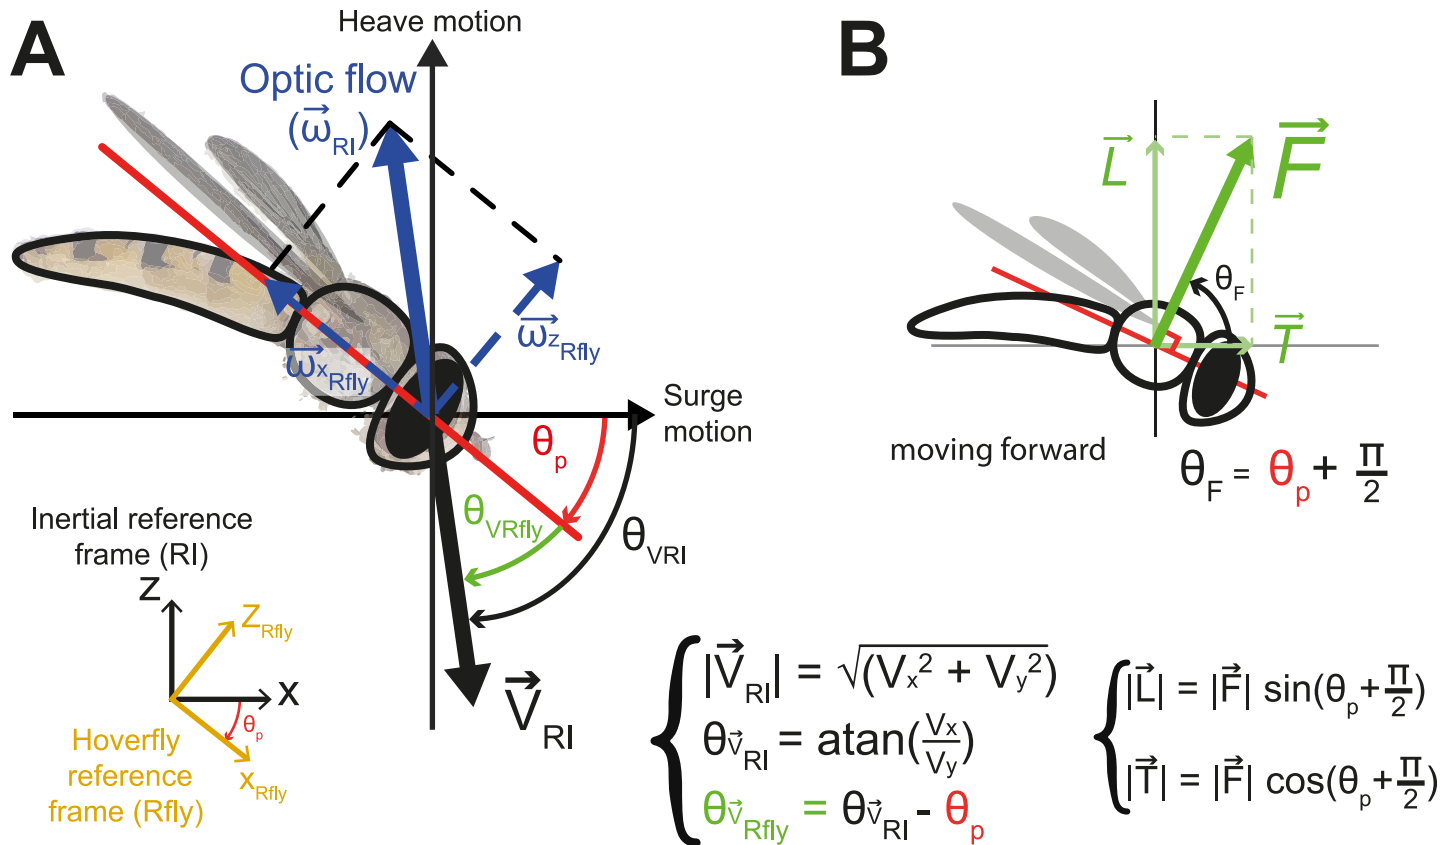 A
Heave motion
Optic flow
(ω⃗RI)
ω⃗zRfly
ω⃗xRfly
Surge
motion
θp
θVRfly
θVRI
V⃗RI
Inertial reference
frame (RI)
z
ZRfly
x
θp
xRfly
Hoverfly
reference
frame (Rfly)
B
L⃗
F⃗
θF
T⃗
moving forward
θF = θp + π/2
|V⃗RI| = √(Vx² + Vy²)
θV⃗RI = atan(Vx/Vy)
θV⃗Rfly = θV⃗RI - θp
|L⃗| = |F⃗| sin(θp + π/2)
|T⃗| = |F⃗| cos(θp + π/2)